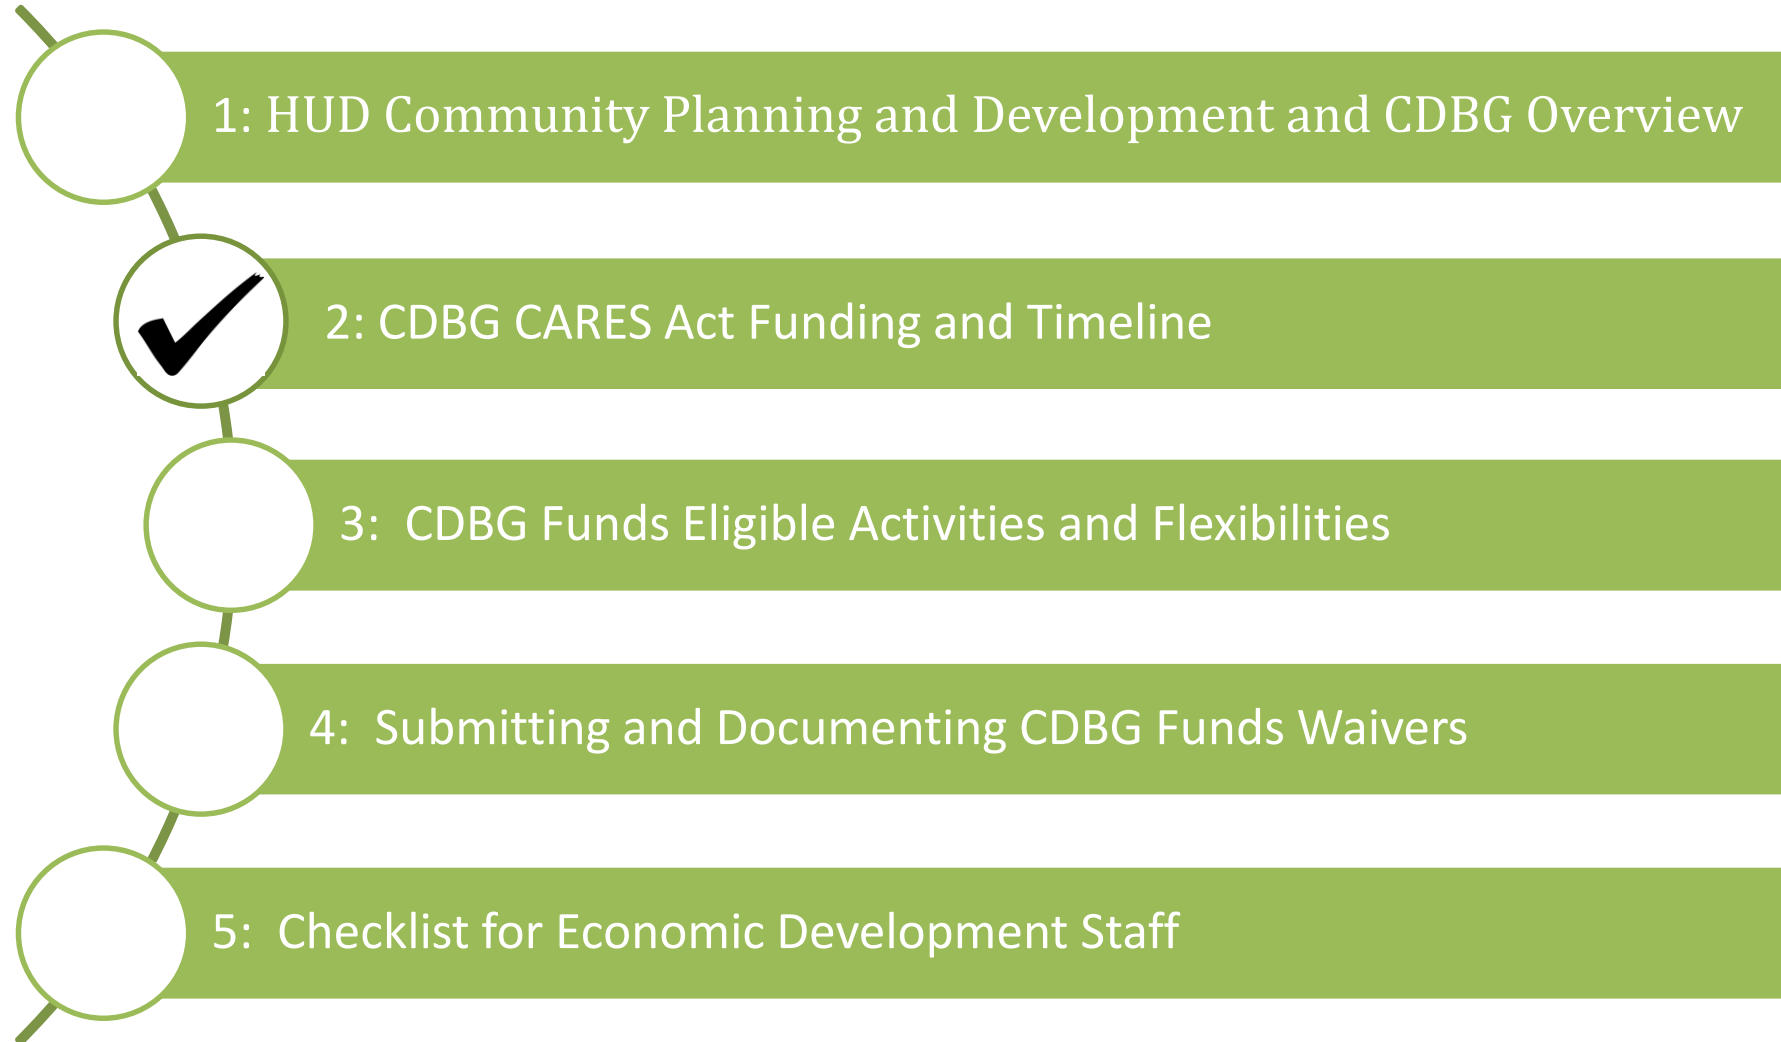 1: HUD Community Planning and Development and CDBG Overview
2: CDBG CARES Act Funding and Timeline
3: CDBG Funds Eligible Activities and Flexibilities
4: Submitting and Documenting CDBG Funds Waivers
5: Checklist for Economic Development Staff